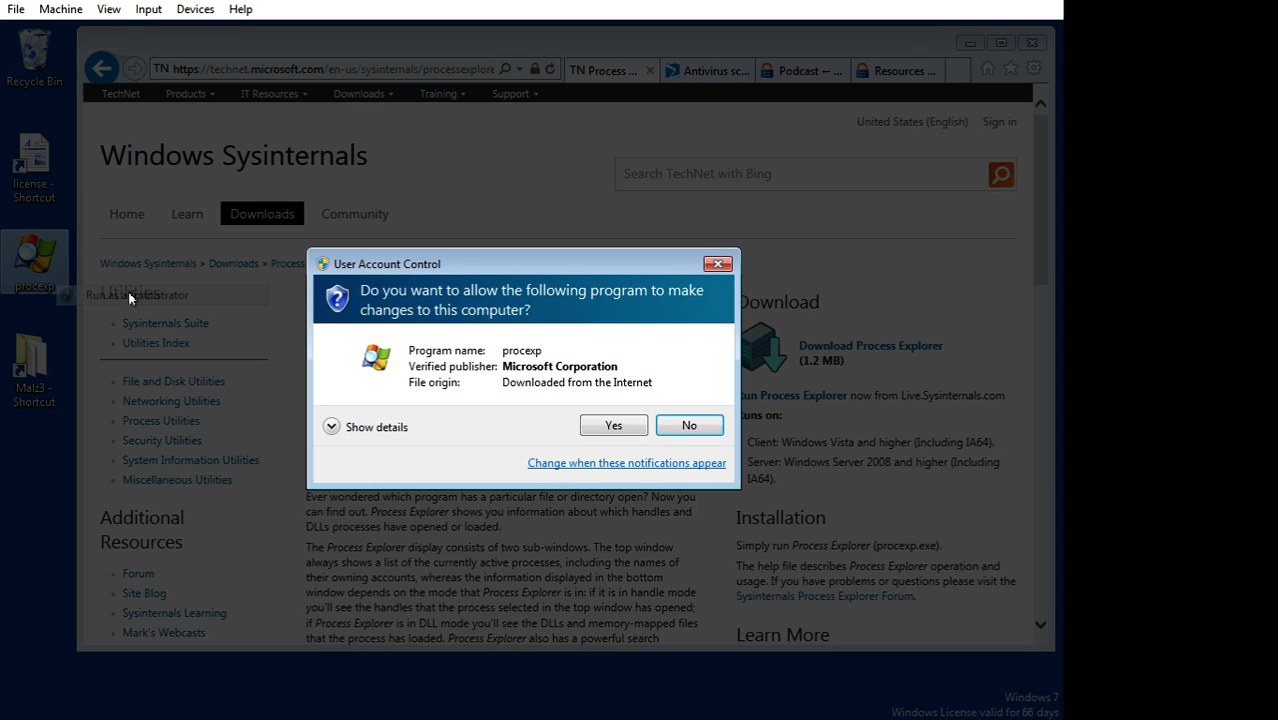 File Machine View Input Devices Help
Recycle Bin
TN https://technet.microsoft.com/en-us/sysinternals/processexplore
TN Process ...
Antivirus sc...
Podcast ← ...
Resources ...
TechNet Products IT Resources Downloads Training Support
United States (English) Sign in
Windows Sysinternals
Search TechNet with Bing
license - Shortcut
Home Learn Downloads Community
Windows Sysinternals > Downloads > Process
procexp
Run as administrator
Utilities
Sysinternals Suite
Utilities Index
File and Disk Utilities
Networking Utilities
Process Utilities
Security Utilities
System Information Utilities
Miscellaneous Utilities
Malz3 - Shortcut
Additional
Resources
Forum
Site Blog
Sysinternals Learning
Mark's Webcasts
User Account Control
Do you want to allow the following program to make
changes to this computer?
Program name: procexp
Verified publisher: Microsoft Corporation
File origin: Downloaded from the Internet
Show details
Yes No
Change when these notifications appear
Ever wondered which program has a particular file or directory open? Now you
can find out. Process Explorer shows you information about which handles and
DLLs processes have opened or loaded.
The Process Explorer display consists of two sub-windows. The top window
always shows a list of the currently active processes, including the names of
their owning accounts, whereas the information displayed in the bottom
window depends on the mode that Process Explorer is in: if it is in handle mode
you'll see the handles that the process selected in the top window has opened;
if Process Explorer is in DLL mode you'll see the DLLs and memory-mapped files
that the process has loaded. Process Explorer also has a powerful search
Download
Download Process Explorer
(1.2 MB)
un Process Explorer now from Live.Sysinternals.com
uns on:
Client: Windows Vista and higher (Including IA64).
Server: Windows Server 2008 and higher (Including
IA64).
Installation
Simply run Process Explorer (procexp.exe).
The help file describes Process Explorer operation and
usage. If you have problems or questions please visit the
Sysinternals Process Explorer Forum.
Learn More
Windows 7
Windows License valid for 66 days